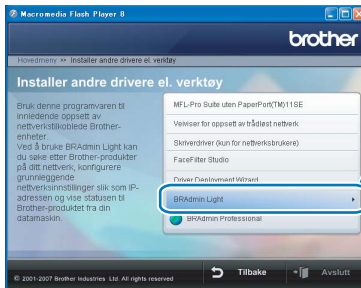 Macromedia Flash Player 8
brother
Hovedmeny •• Installer andre drivere el. verktøy
Installer andre drivere el. verktøy
Bruk denne programvaren til
innledende oppsett av
nettverkstilkoblede Brother-
enheter.
Ved å bruke BRAdmin Light kan
du søke etter Brother-produkter
på ditt nettverk, konfigurere
grunnleggende
nettverksinnstillinger slik som IP-
adressen og vise statusen til
Brother-produktet fra din
datamaskin.
MFL-Pro Suite uten PaperPort(TM)11SE
Veiviser for oppsett av trådløst nettverk
Skriverdriver (kun for nettverksbrukere)
FaceFilter Studio
Driver Deployment Wizard
BRAdmin Light
BRAdmin Professional
© 2001-2007 Brother Industries Ltd. All rights reserved
Tilbake
Avslutt